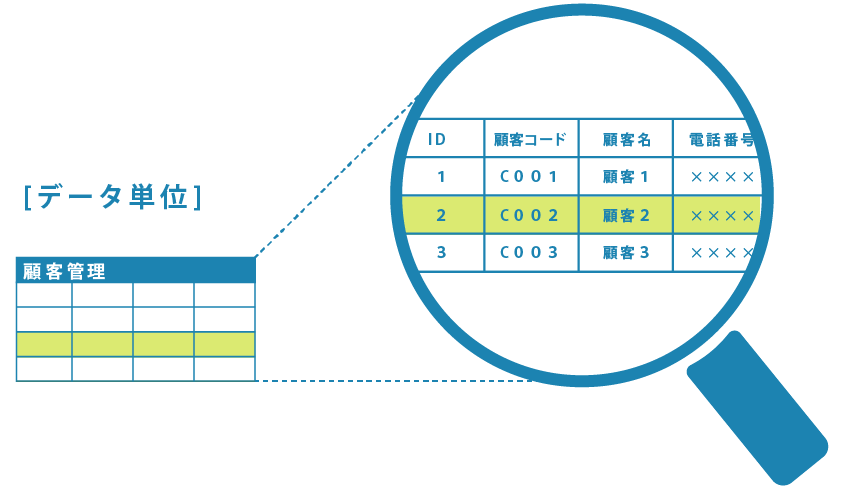 [データ単位]
顧客管理
ID 顧客コード 顧客名 電話番号
1 C001 顧客1 ××××
2 C002 顧客2 ××××
3 C003 顧客3 ××××